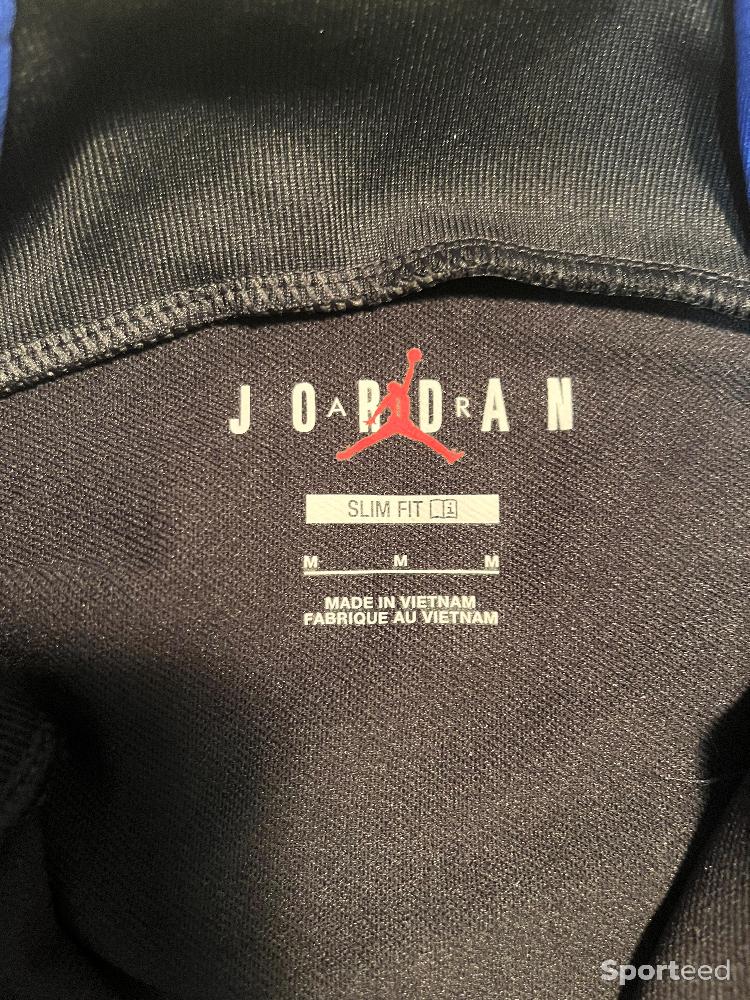 JORDAN
AIR
SLIM FIT
M M M
MADE IN VIETNAM
FABRIQUE AU VIETNAM
Sporteed